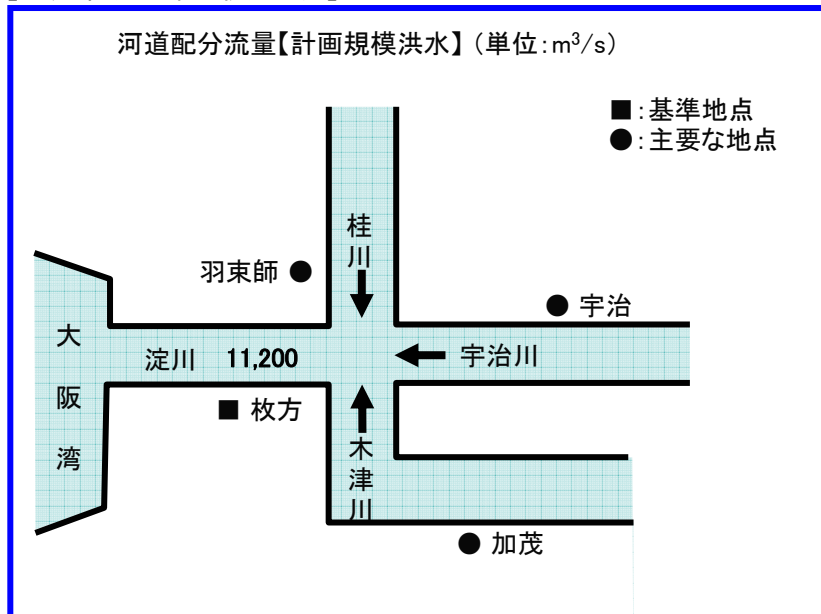 河道配分流量【計画規模洪水】（単位:m³/s）
■:基準地点
●:主要な地点
桂川
羽束師 ●
● 宇治
大阪湾
淀川 11,200
宇治川
■ 枚方
木津川
● 加茂